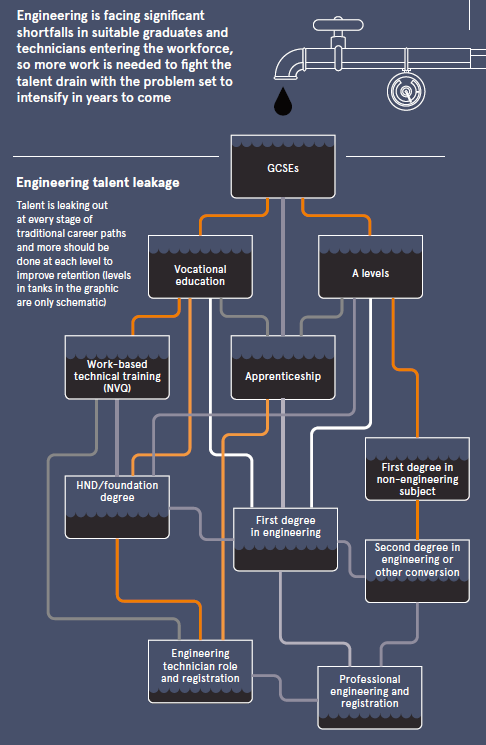 Engineering is facing significant
shortfalls in suitable graduates and
technicians entering the workforce,
so more work is needed to fight the
talent drain with the problem set to
intensify in years to come
GCSEs
Engineering talent leakage
Talent is leaking out
at every stage of
traditional career paths
and more should be
done at each level to
improve retention (levels
in tanks in the graphic
are only schematic)
Vocational
education
A levels
Work-based
technical training
(NVQ)
Apprenticeship
First degree in
non-engineering
subject
HND/foundation
degree
First degree
in engineering
Second degree in
engineering or
other conversion
Engineering
technician role
and registration
Professional
engineering and
registration